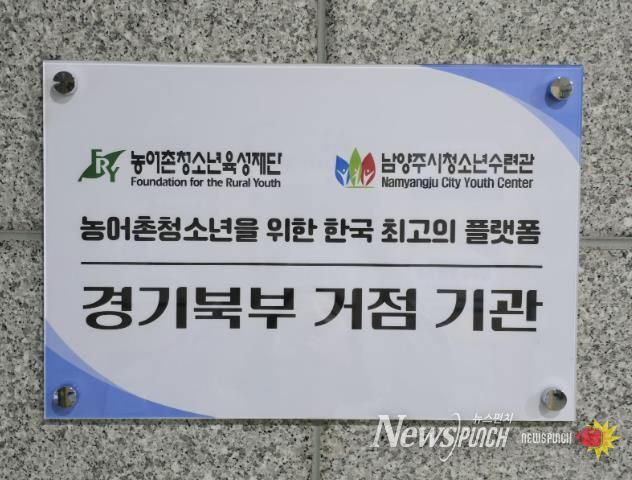 FRY 농어촌청소년육성재단
Foundation for the Rural Youth
남양주시청소년수련관
Namyangju City Youth Center
농어촌청소년을 위한 한국 최고의 플랫폼
경기북부 거점 기관
뉴스펀치
NEWSPUNCH NEWSPUNCH